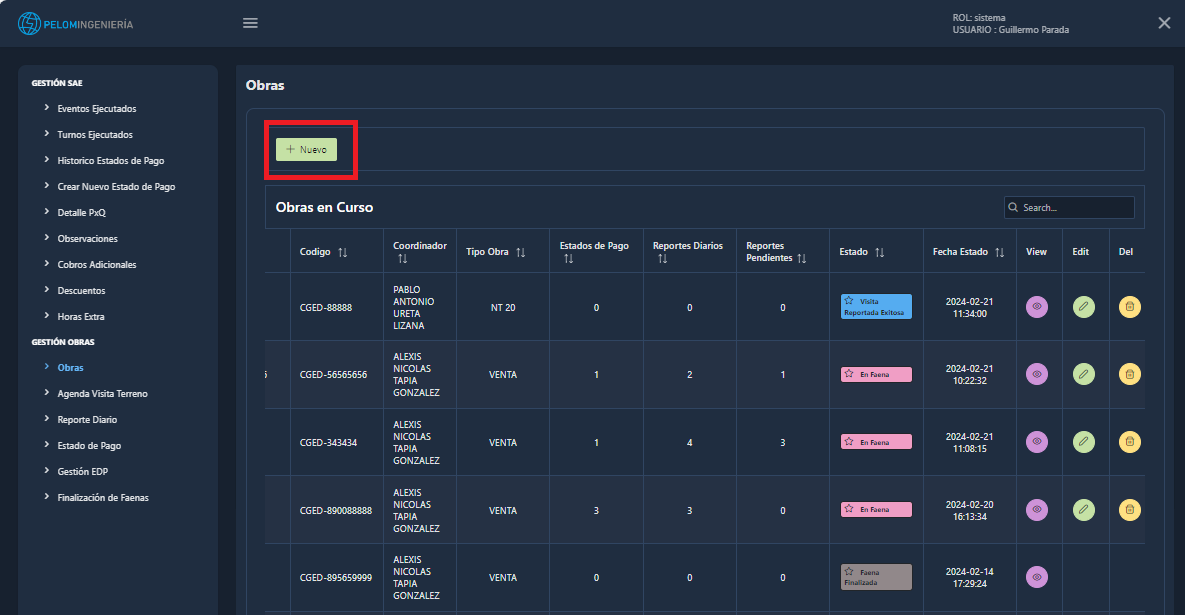 PELOMINGENIERÍA
ROL: sistema
USUARIO : Guillermo Parada
GESTIÓN SAE
Eventos Ejecutados
Turnos Ejecutados
Historico Estados de Pago
Crear Nuevo Estado de Pago
Detalle PxQ
Observaciones
Cobros Adicionales
Descuentos
Horas Extra
GESTIÓN OBRAS
Obras
Agenda Visita Terreno
Reporte Diario
Estado de Pago
Gestión EDP
Finalización de Faenas
Obras
+ Nuevo
Obras en Curso
Search...
Codigo
Coordinador
Tipo Obra
Estados de Pago
Reportes Diarios
Reportes
Pendientes
Estado
Fecha Estado
View
Edit
Del
CGED-88888
PABLO
ANTONIO
URETA
LIZANA
NT 20
0
0
0
Visita
Reportada Exitosa
2024-02-21
11:34:00
CGED-56565656
ALEXIS
NICOLAS
TAPIA
GONZALEZ
VENTA
1
2
1
En Faena
2024-02-21
10:22:32
CGED-343434
ALEXIS
NICOLAS
TAPIA
GONZALEZ
VENTA
1
4
3
En Faena
2024-02-21
11:08:15
CGED-890088888
ALEXIS
NICOLAS
TAPIA
GONZALEZ
VENTA
3
3
0
En Faena
2024-02-20
16:13:34
CGED-895659999
ALEXIS
NICOLAS
TAPIA
GONZALEZ
VENTA
0
0
0
Faena
Finalizada
2024-02-14
17:29:24